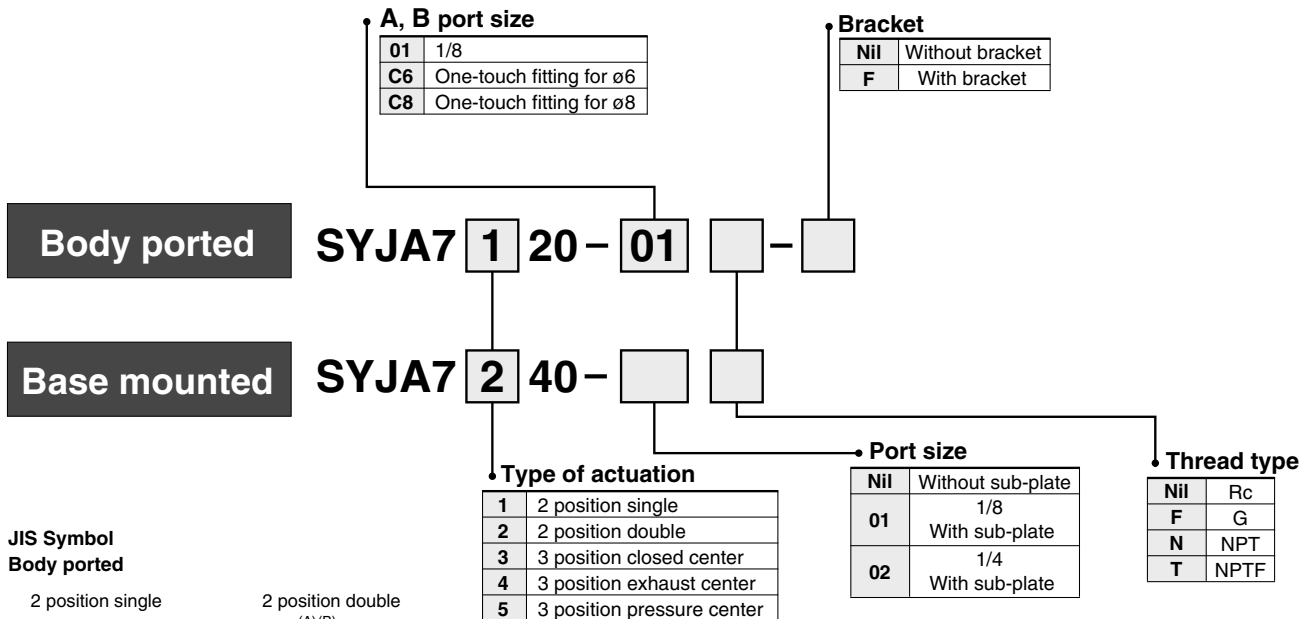 A, B port size
01 1/8
C6 One-touch fitting for ø6
C8 One-touch fitting for ø8
Bracket
Nil Without bracket
F With bracket
Body ported SYJA7 1 20 – 01 –
Base mounted SYJA7 2 40 –
Type of actuation
1 2 position single
2 2 position double
3 3 position closed center
4 3 position exhaust center
5 3 position pressure center
Port size
Nil Without sub-plate
01 1/8
With sub-plate
02 1/4
With sub-plate
Thread type
Nil Rc
F G
N NPT
T NPTF
JIS Symbol
Body ported
2 position single 2 position double
(A)(B)